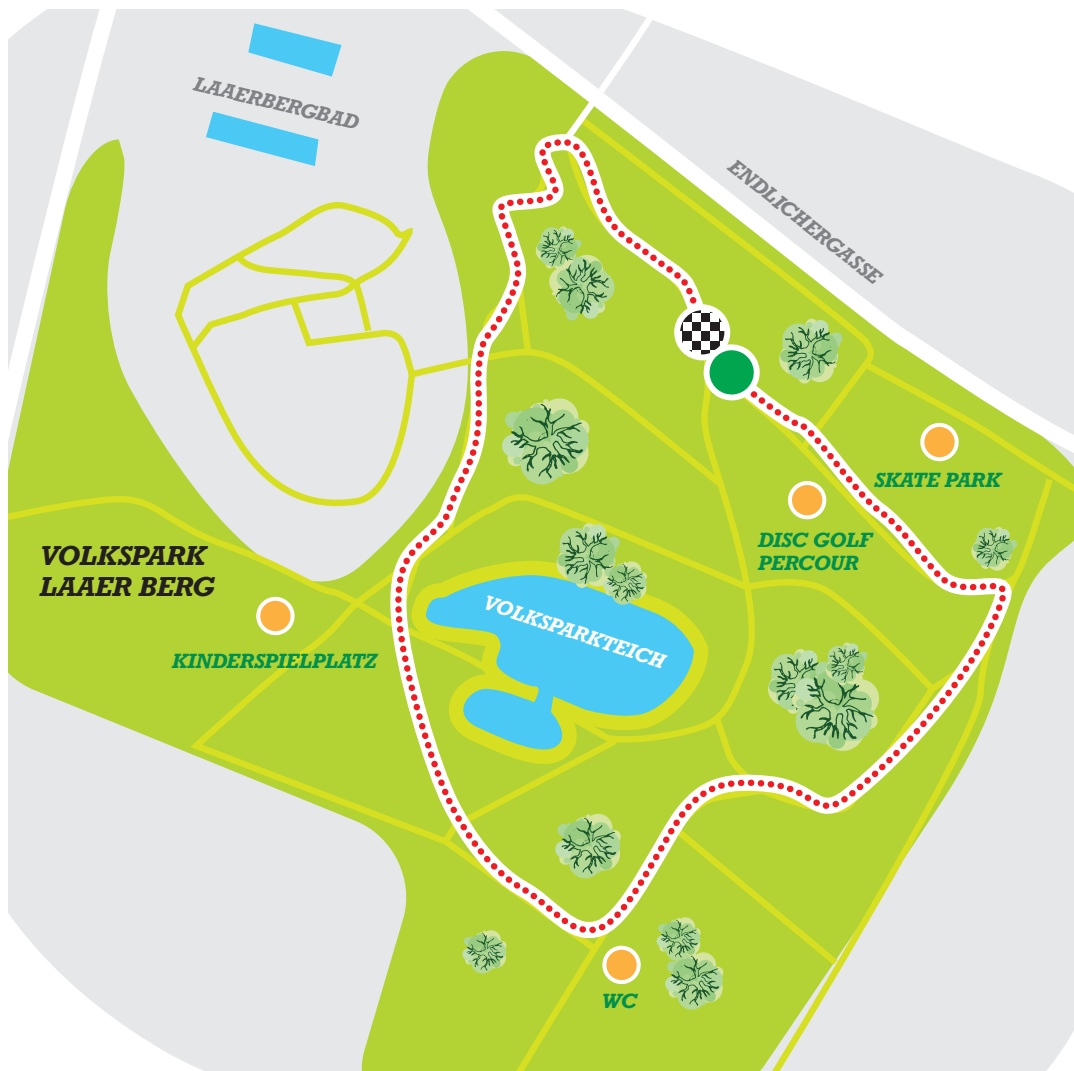 LAAERBERGBAD
ENDLICHERGASSE
SKATE PARK
DISC GOLF
PERCOUR
VOLKSPARK
LAAER BERG
VOLKSPARKTEICH
KINDERSPIELPLATZ
WC